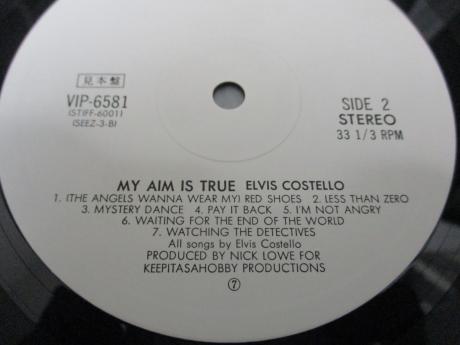 見本盤
VIP-6581
(STIFF-6001)
(SEEZ-3-B)
SIDE 2
STEREO
33 1/3 RPM
MY AIM IS TRUE ELVIS COSTELLO
1. (THE ANGELS WANNA WEAR MY) RED SHOES 2. LESS THAN ZERO
3. MYSTERY DANCE 4. PAY IT BACK 5. I'M NOT ANGRY
6. WAITING FOR THE END OF THE WORLD
7. WATCHING THE DETECTIVES
All songs by Elvis Costello
PRODUCED BY NICK LOWE FOR
KEEPITASAHOBBY PRODUCTIONS
⑦